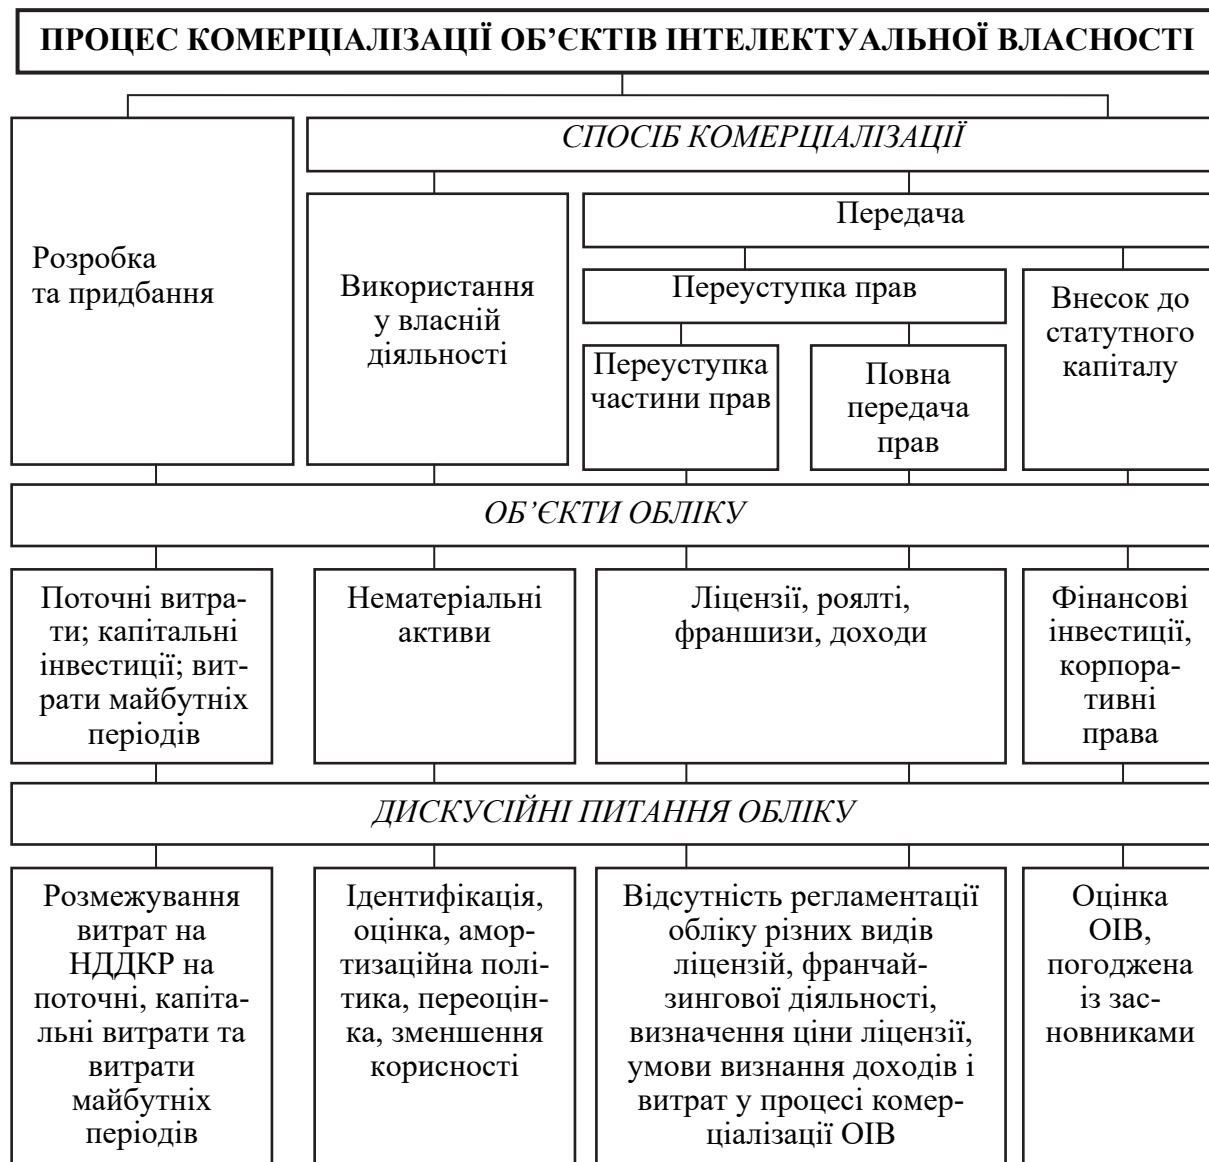 ПРОЦЕС КОМЕРЦІАЛІЗАЦІЇ ОБ’ЄКТІВ ІНТЕЛЕКТУАЛЬНОЇ ВЛАСНОСТІ
Розробка
та придбання
СПОСІБ КОМЕРЦІАЛІЗАЦІЇ
Використання
у власній
діяльності
Передача
Переуступка прав
Переуступка
частини прав
Повна
передача
прав
Внесок до
статутного
капіталу
ОБ’ЄКТИ ОБЛІКУ
Поточні витра-
ти; капітальні
інвестиції; вит-
рати майбутніх
періодів
Нематеріальні
активи
Ліцензії, роялті,
франшизи, доходи
Фінансові
інвестиції,
корпора-
тивні
права
ДИСКУСІЙНІ ПИТАННЯ ОБЛІКУ
Розмежування
витрат на
НДДКР на
поточні, капіта-
льні витрати та
витрати
майбутніх
періодів
Ідентифікація,
оцінка, амор-
тизаційна полі-
тика, переоцін-
ка, зменшення
корисності
Відсутність регламентації
обліку різних видів
ліцензій, франчай-
зингової діяльності,
визначення ціни ліцензії,
умови визнання доходів і
витрат у процесі комер-
ціалізації ОІВ
Оцінка
ОІВ,
погоджена
із зас-
новниками